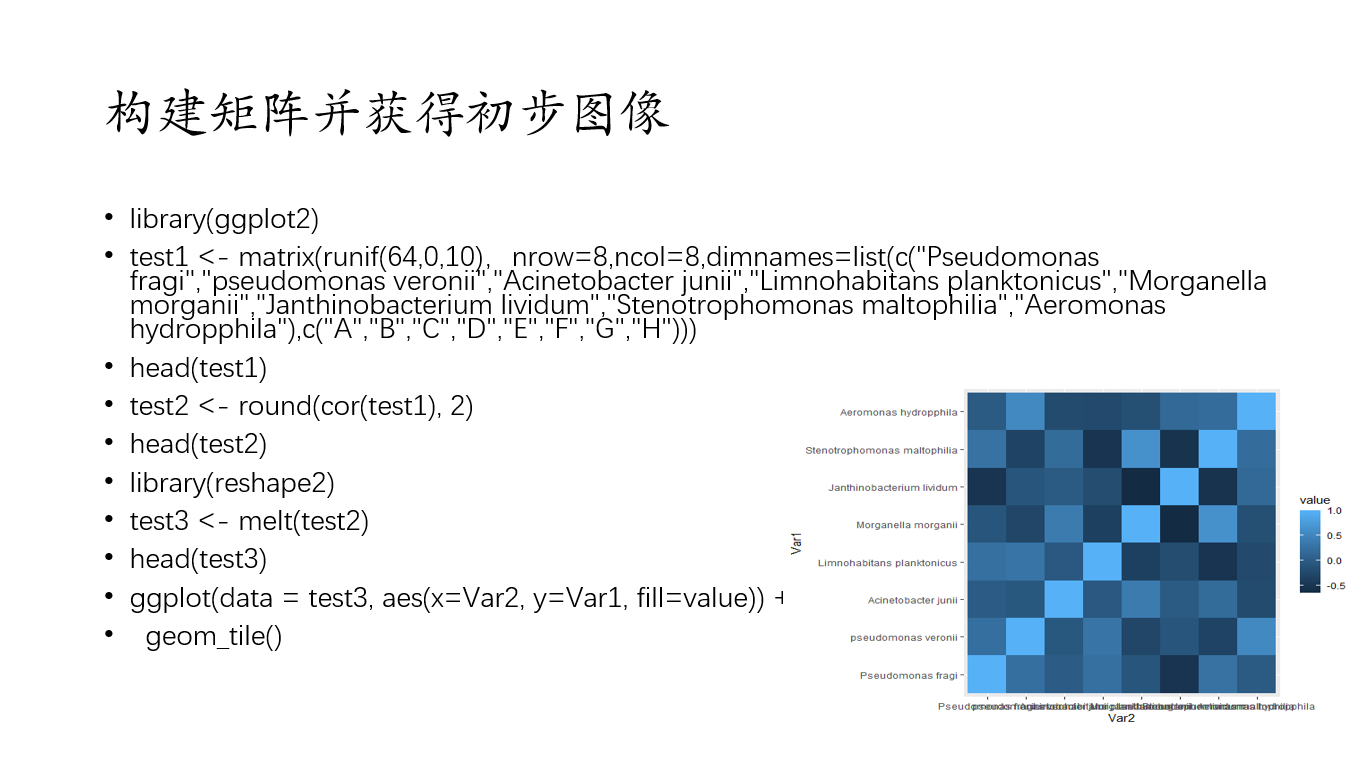 构建矩阵并获得初步图像
• library(ggplot2)
• test1 <- matrix(runif(64,0,10), nrow=8,ncol=8,dimnames=list(c("Pseudomonas
fragi","pseudomonas veronii","Acinetobacter junii","Limnohabitans planktonicus","Morganella
morganii","Janthinobacterium lividum","Stenotrophomonas maltophilia","Aeromonas
hydropphila"),c("A","B","C","D","E","F","G","H")))
• head(test1)
• test2 <- round(cor(test1), 2)
• head(test2)
• library(reshape2)
• test3 <- melt(test2)
• head(test3)
• ggplot(data = test3, aes(x=Var2, y=Var1, fill=value)) +
• geom_tile()
Aeromonas hydropphila
Stenotrophomonas maltophilia
Janthinobacterium lividum
Morganella morganii
Limnohabitans planktonicus
Acinetobacter junii
pseudomonas veronii
Pseudomonas fragi
Var1
Var2
value
1.0
0.5
0.0
-0.5